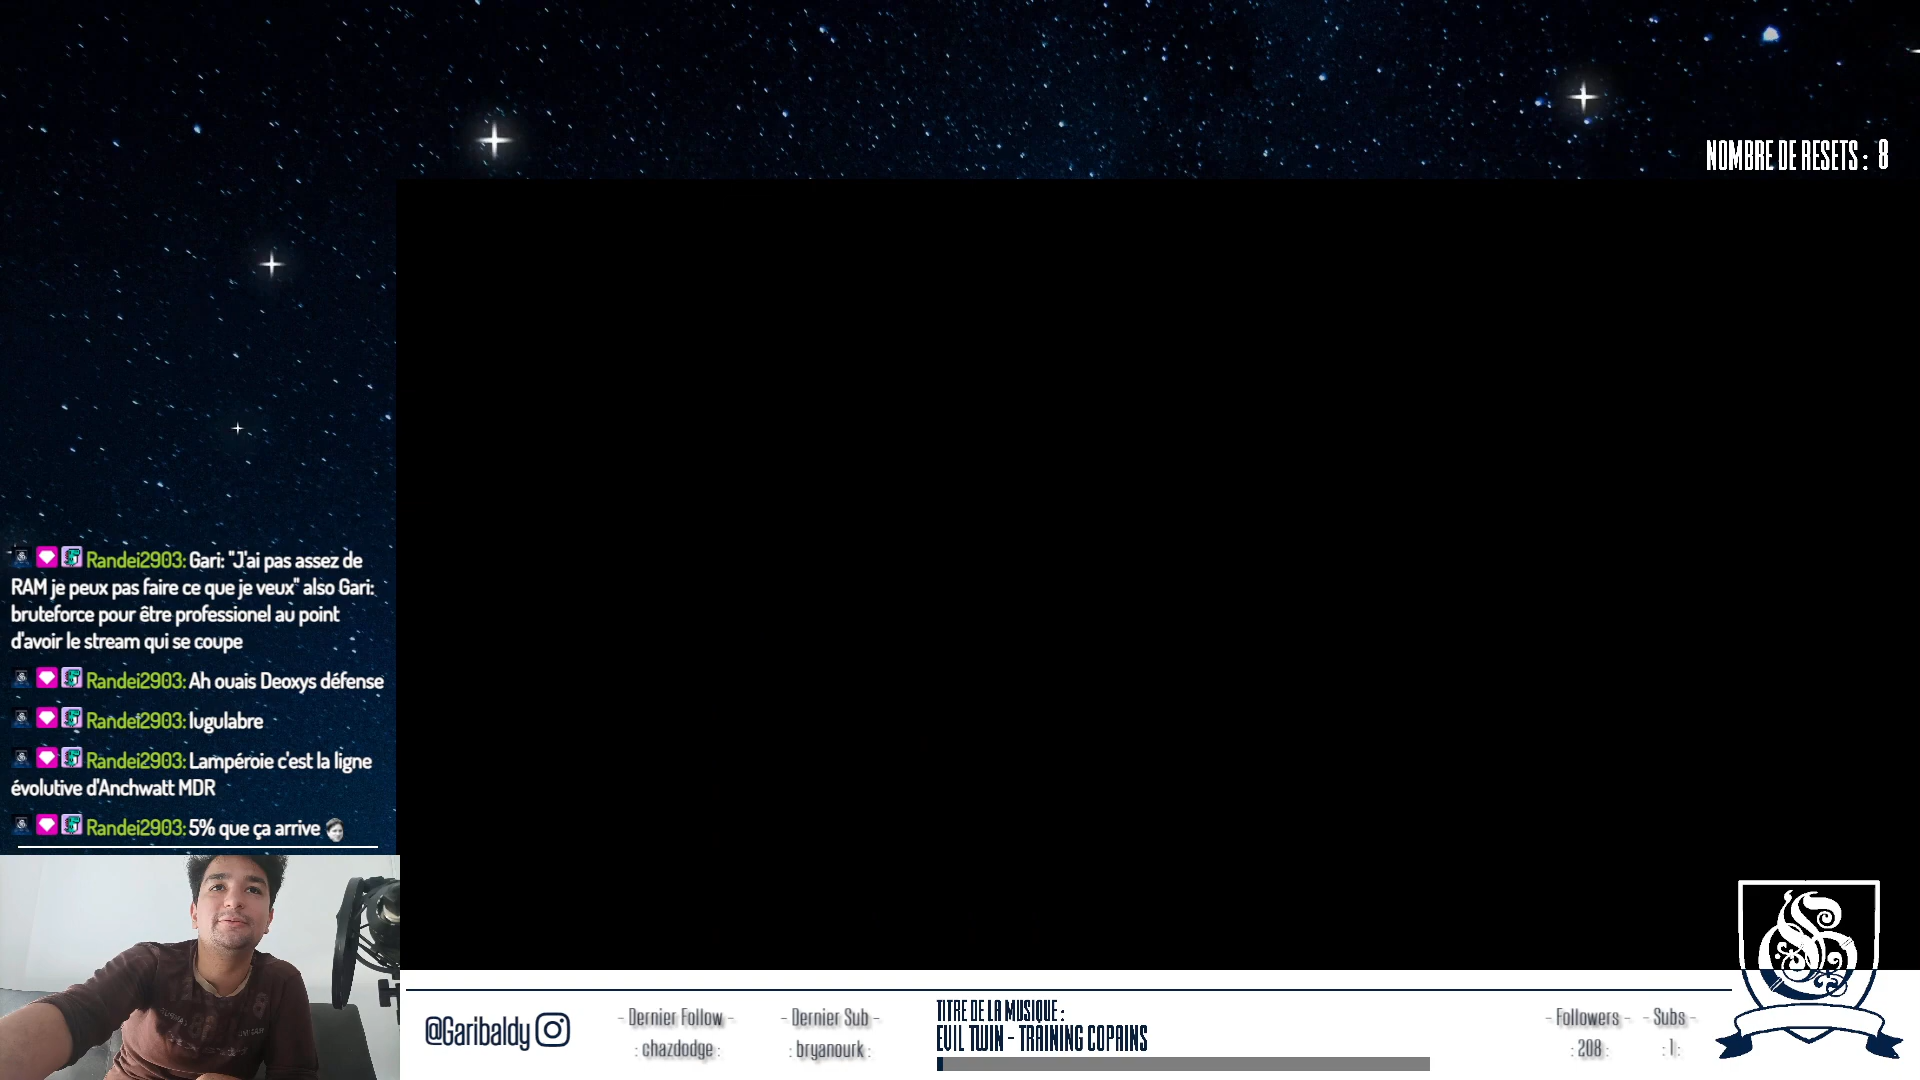 NOMBRE DE RESETS : 8
Randei2903: Gari: "J'ai pas assez de
RAM je peux pas faire ce que je veux" also Gari:
bruteforce pour être professionel au point
d'avoir le stream qui se coupe
Randei2903: Ah ouais Deoxys défense
Randei2903: lugulabre
Randei2903: Lampéroie c'est la ligne
évolutive d'Anchwatt MDR
Randei2903: 5% que ça arrive
@Garibaldy
- Dernier Follow -
: chazdodge :
- Dernier Sub -
: bryanourk :
TITRE DE LA MUSIQUE :
EVIL TWIN - TRAINING COPAINS
- Followers -
: 208 :
- Subs -
: 1 :